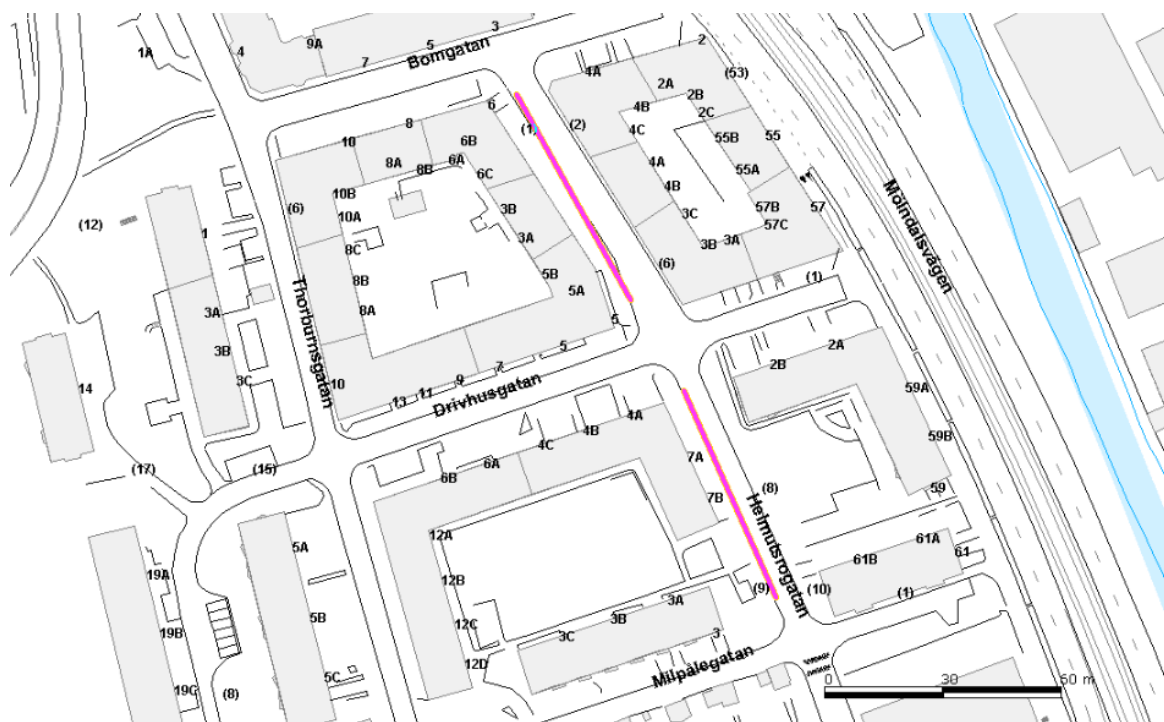 1A
4
9A
7
5
3
Bomgatan
2
(53)
4A
2A
2B
2C
4B
4C
6
(1)
(2)
8
10
6B
6A
8A
8B
6C
55
55B
55A
4A
4B
57B
57C
57
3C
3B
3A
(6)
10B
10A
8C
8B
8A
3B
3A
5B
5A
5
(6)
(1)
Mölndalsvägen
(12)
1
3A
3B
3C
14
Thorburnsgatan
10
13
11
9
7
5
Drivhusgatan
2B
2A
59A
59B
59
4A
4B
4C
6A
6B
7A
7B
(8)
Helmutsrogatan
(17)
(15)
12A
12B
12C
12D
5A
5B
5C
19A
19B
19C
(8)
3A
3B
3C
3
(9)
(10)
61B
61A
61
(1)
Milpålegatan
0 30 50 m